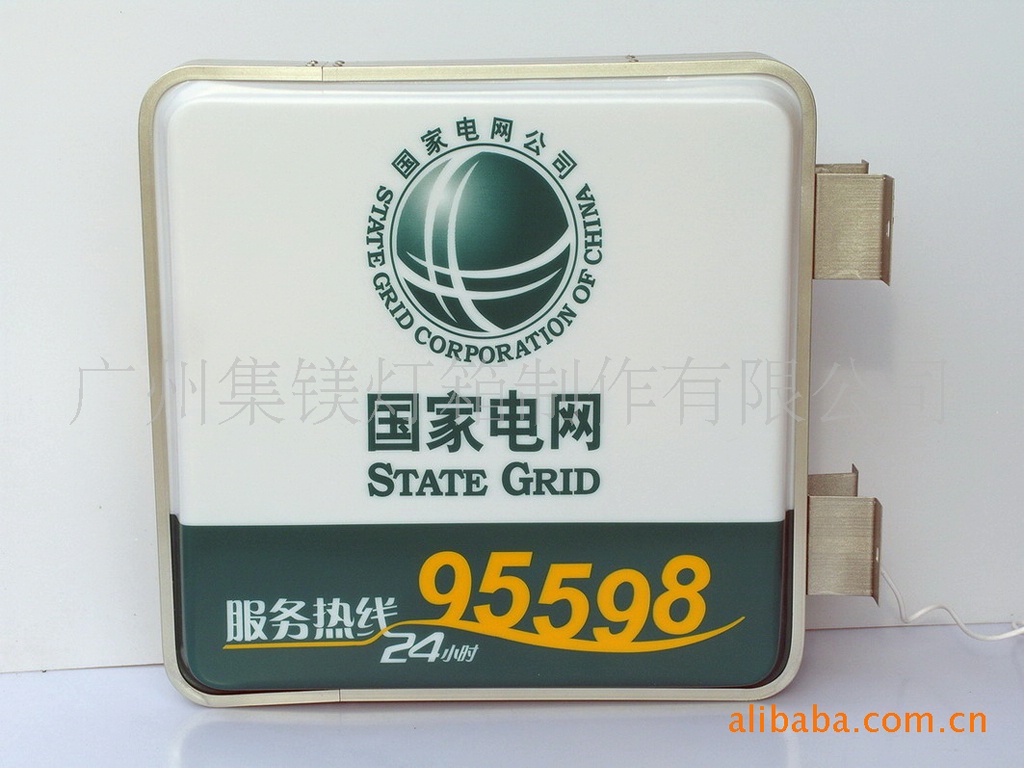 国家电网公司
STATE GRID CORPORATION OF CHINA
广州集镁灯箱制作有限公司
国家电网
STATE GRID
服务热线 95598
24小时
alibaba.com.cn